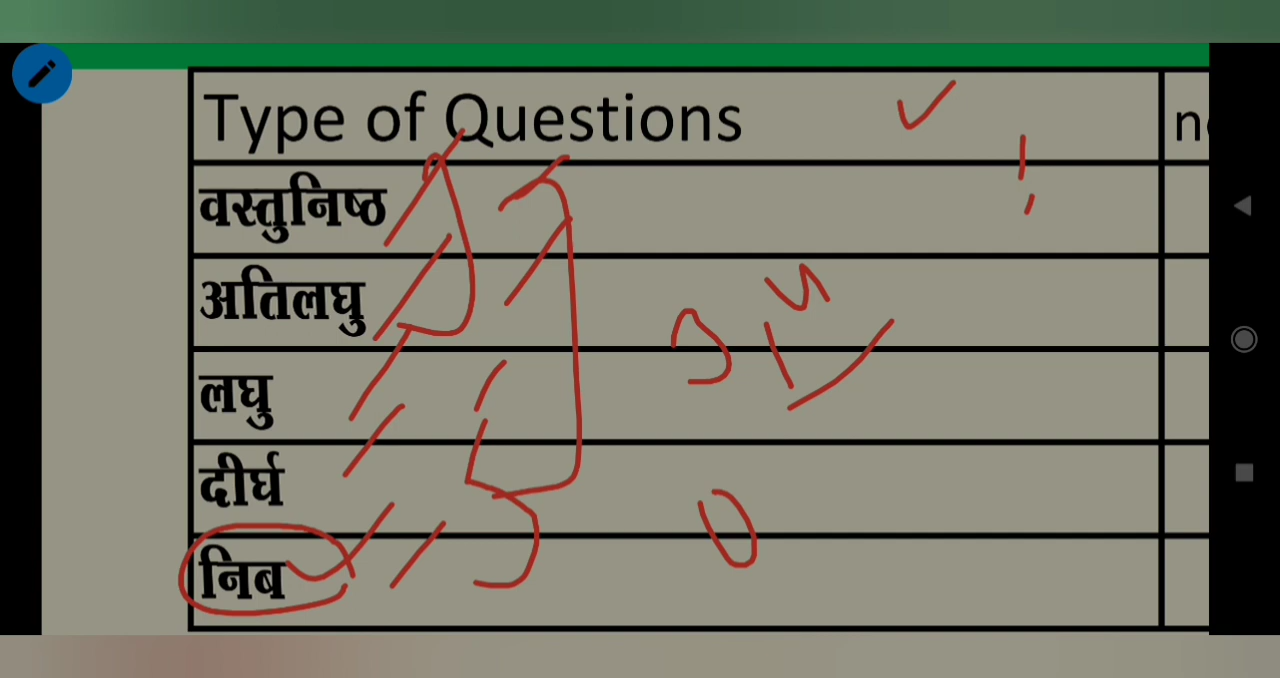 Type of Questions
वस्तुनिष्ठ
अतिलघु
लघु
दीर्घ
निब